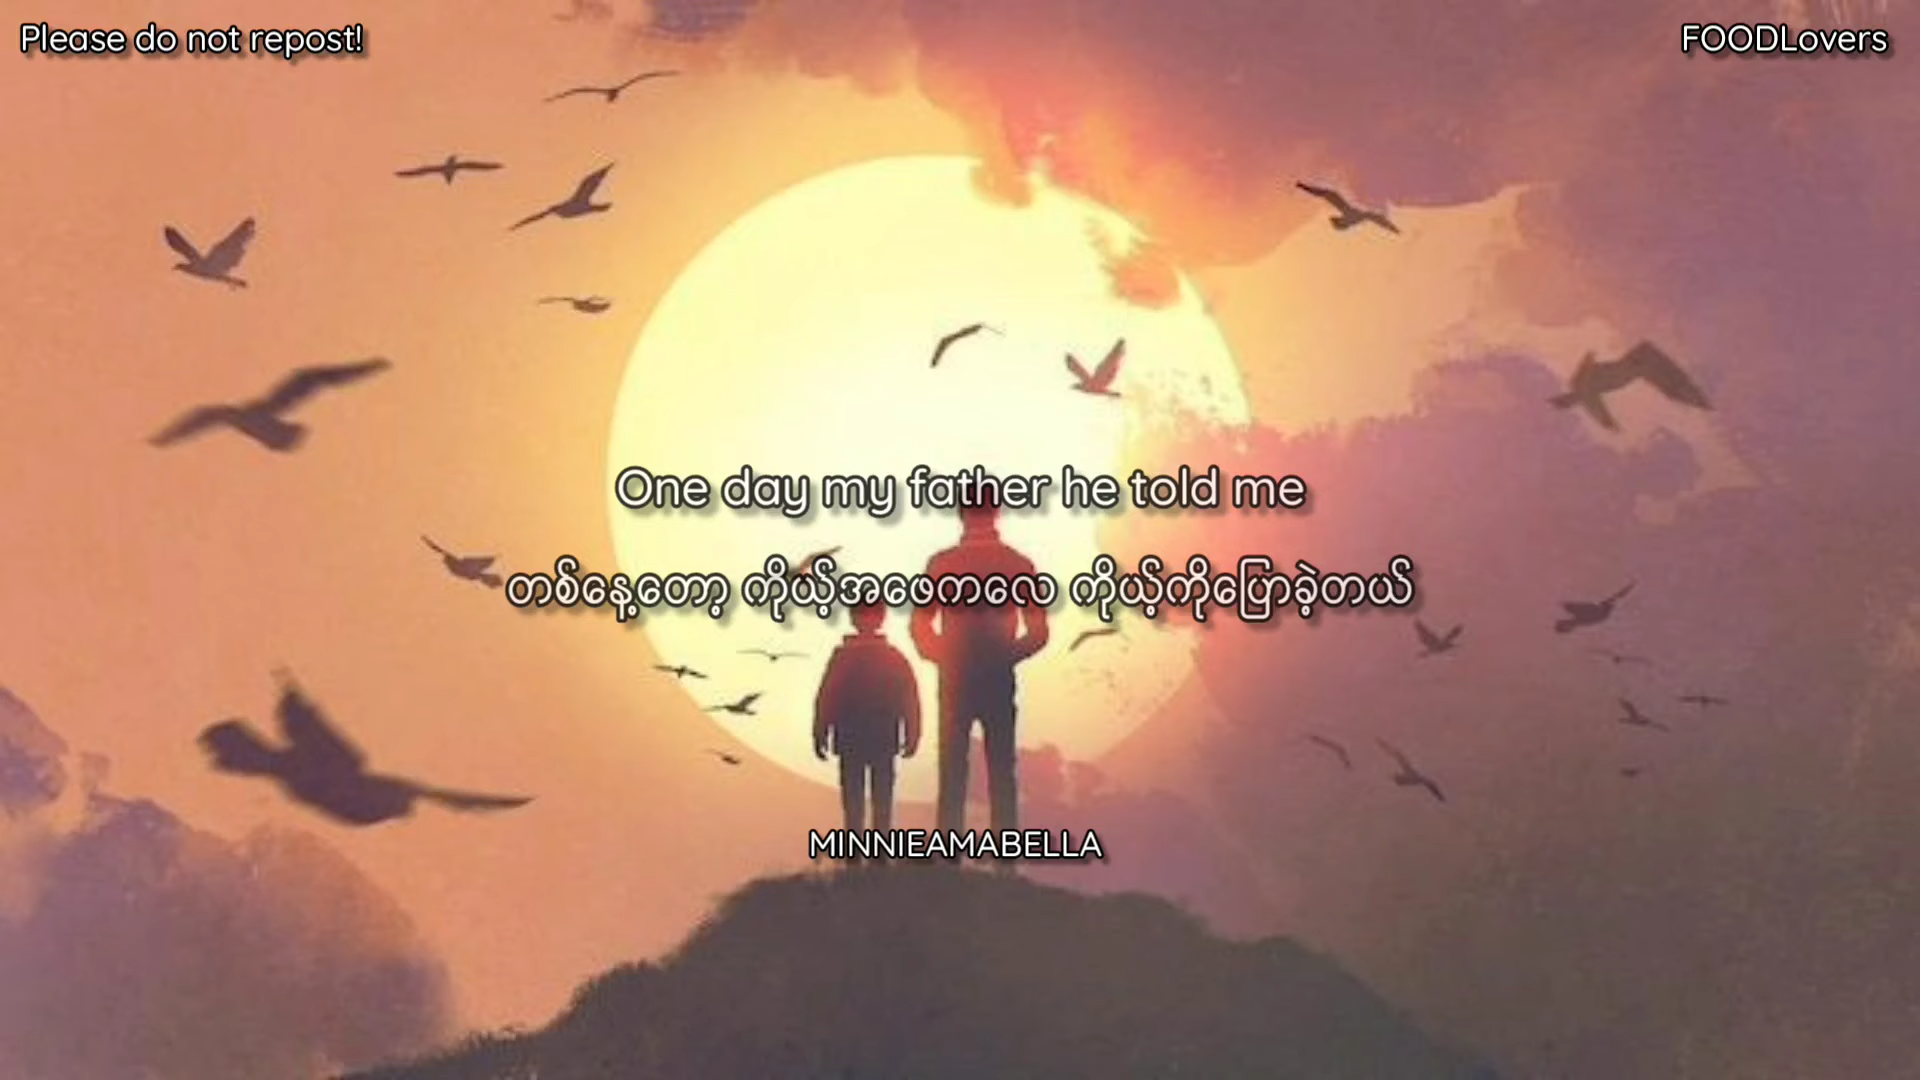 Please do not repost!
FOODLovers
One day my father he told me
တစ်နေ့တော့ ကိုယ့်အဖေကလေ ကိုယ့်ကိုပြောခဲ့တယ်
MINNIEAMABELLA